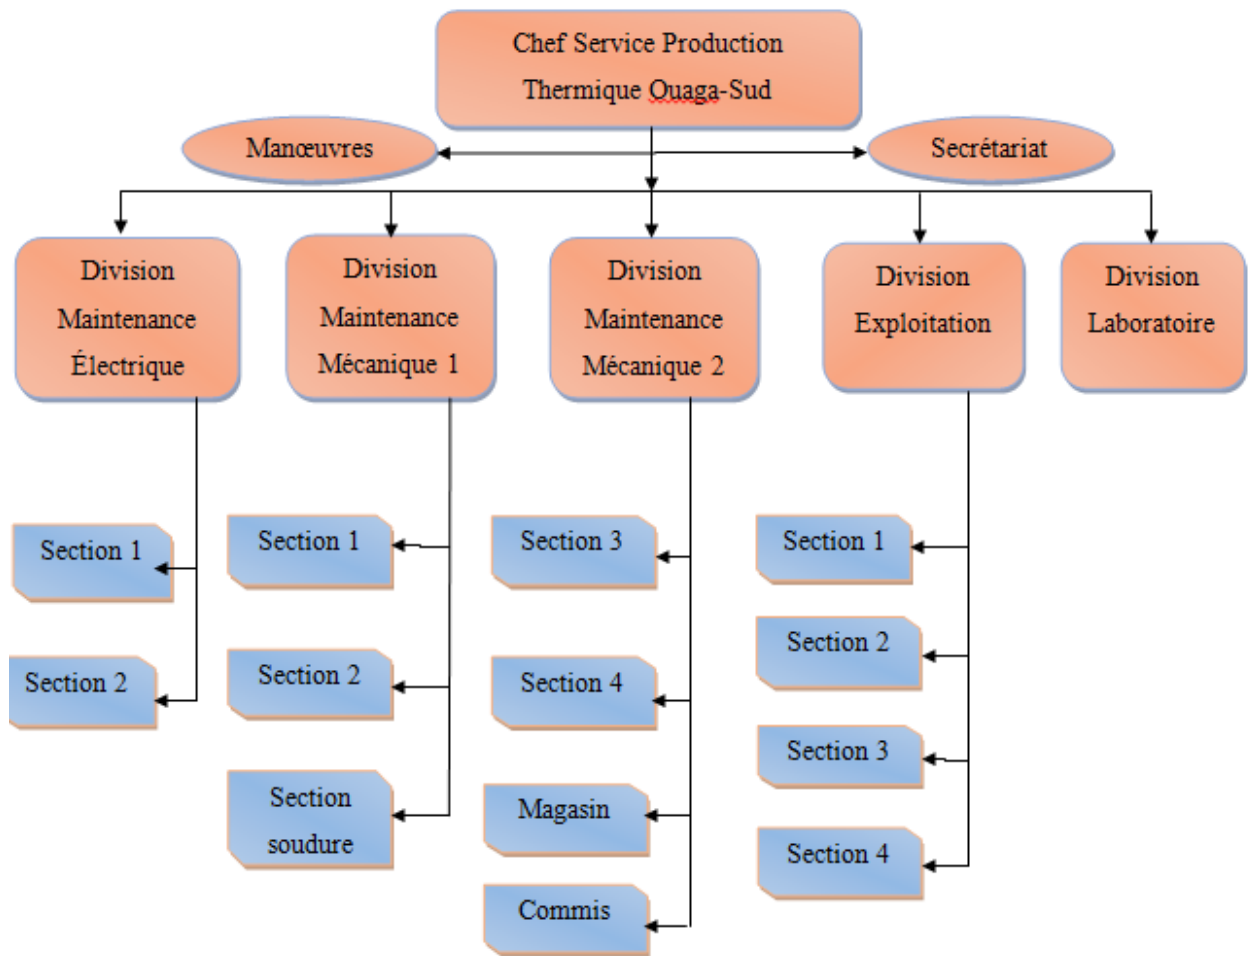 Chef Service Production
Thermique Ouaga-Sud
Manœuvres
Secrétariat
Division
Maintenance
Électrique
Division
Maintenance
Mécanique 1
Division
Maintenance
Mécanique 2
Division
Exploitation
Division
Laboratoire
Section 1
Section 2
Section 1
Section 2
Section
soudure
Section 3
Section 4
Magasin
Commis
Section 1
Section 2
Section 3
Section 4